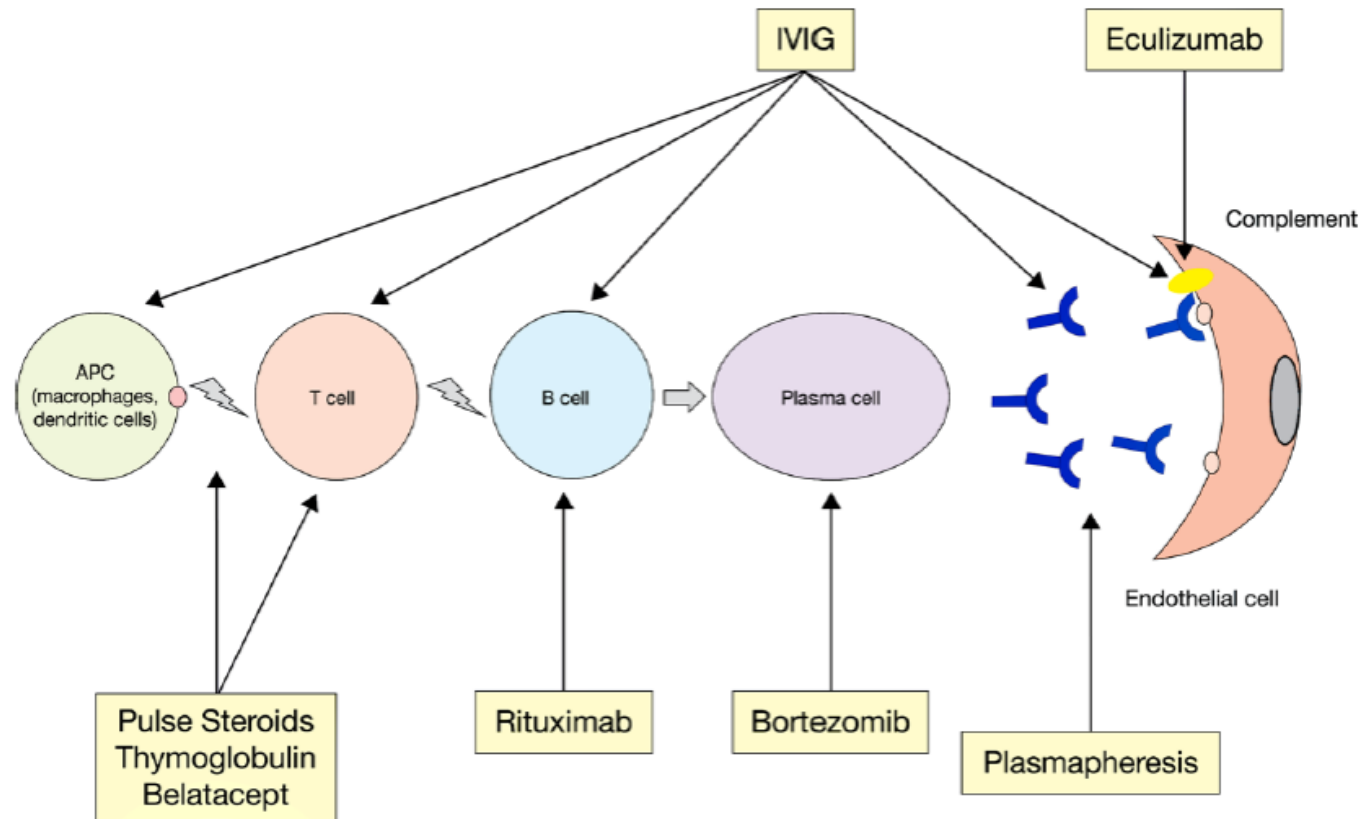 IVIG
Eculizumab
Complement
APC
(macrophages,
dendritic cells)
T cell
B cell
Plasma cell
Endothelial cell
Pulse Steroids
Thymoglobulin
Belatacept
Rituximab
Bortezomib
Plasmapheresis